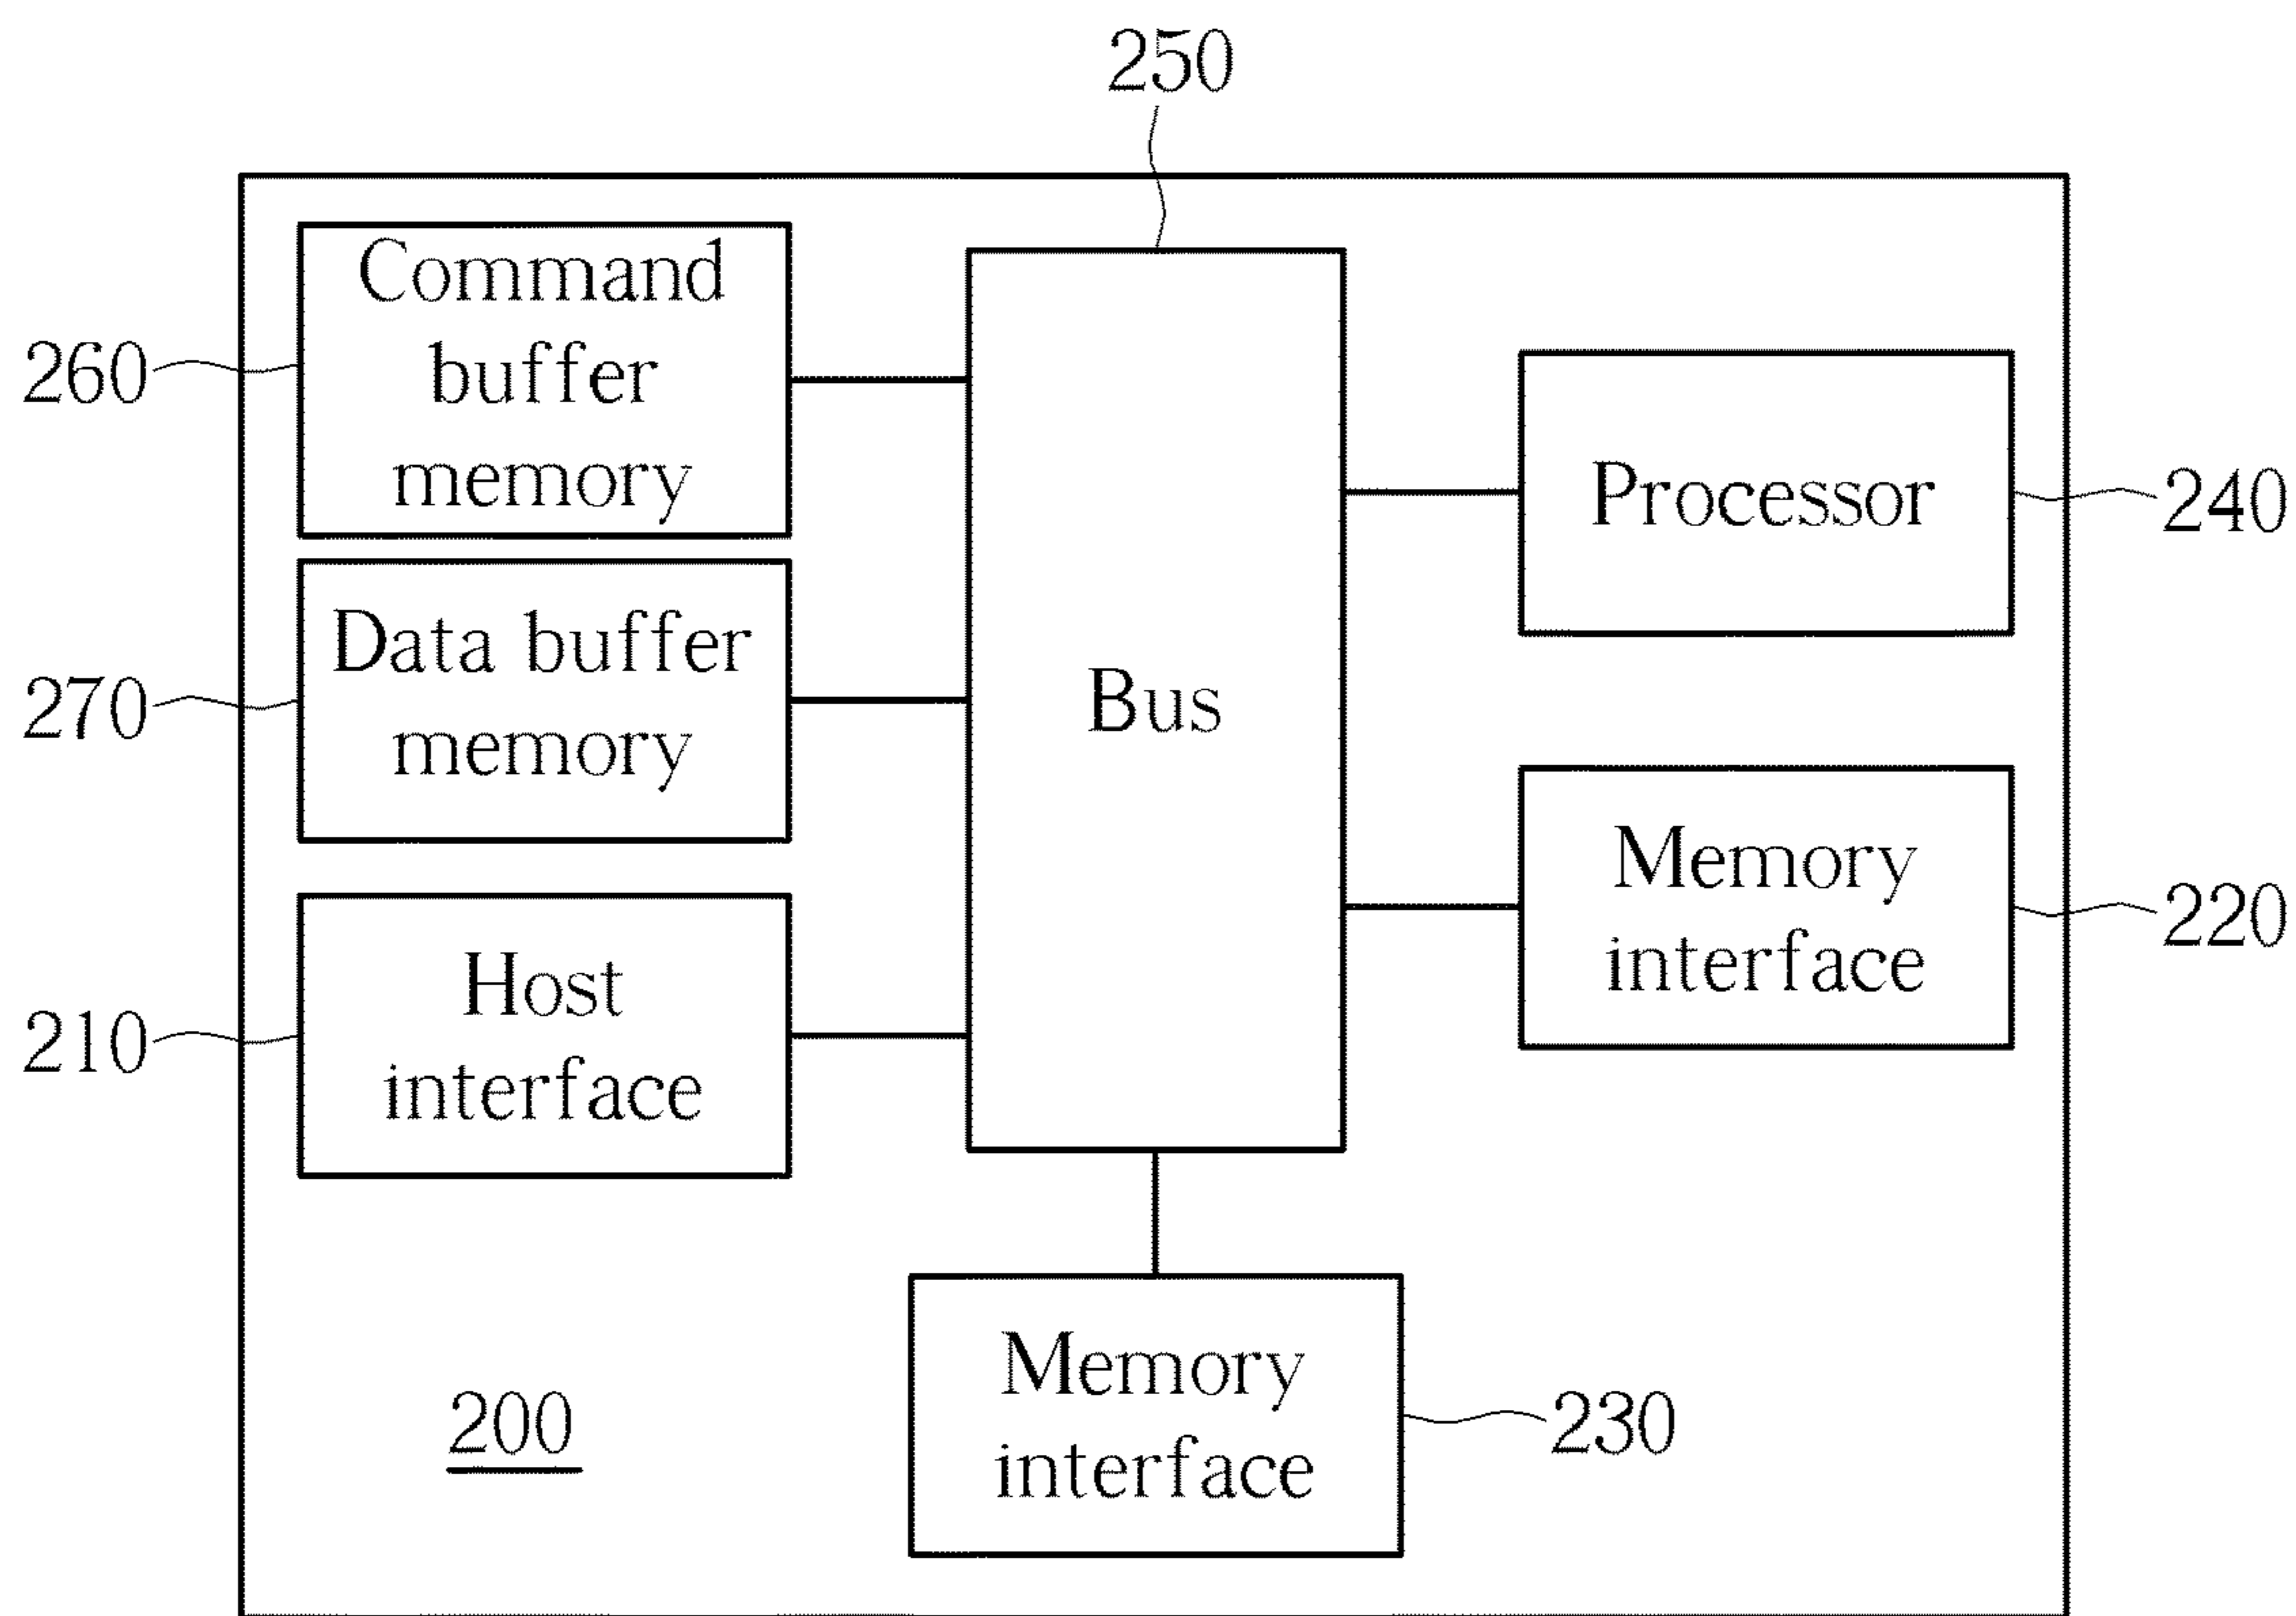 250
Command
buffer
memory
260
Bus
Processor
240
Data buffer
memory
270
Memory
interface
220
Host
interface
210
Memory
interface
230
200